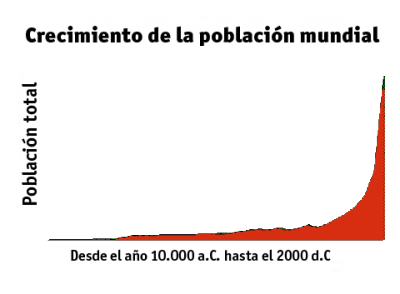 Crecimiento de la población mundial
Población total
Desde el año 10.000 a.C. hasta el 2000 d.C